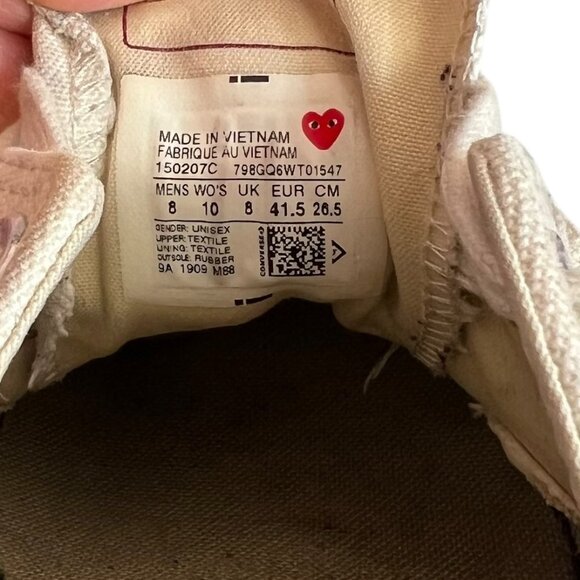 MADE IN VIETNAM
FABRIQUE AU VIETNAM
150207C 798GQ6WT01547
MENS WO'S UK EUR CM
8 10 8 41.5 26.5
GENDER: UNISEX
UPPER: TEXTILE
LINING: TEXTILE
OUTSOLE: RUBBER
9A 1909 M88
CONVERSE